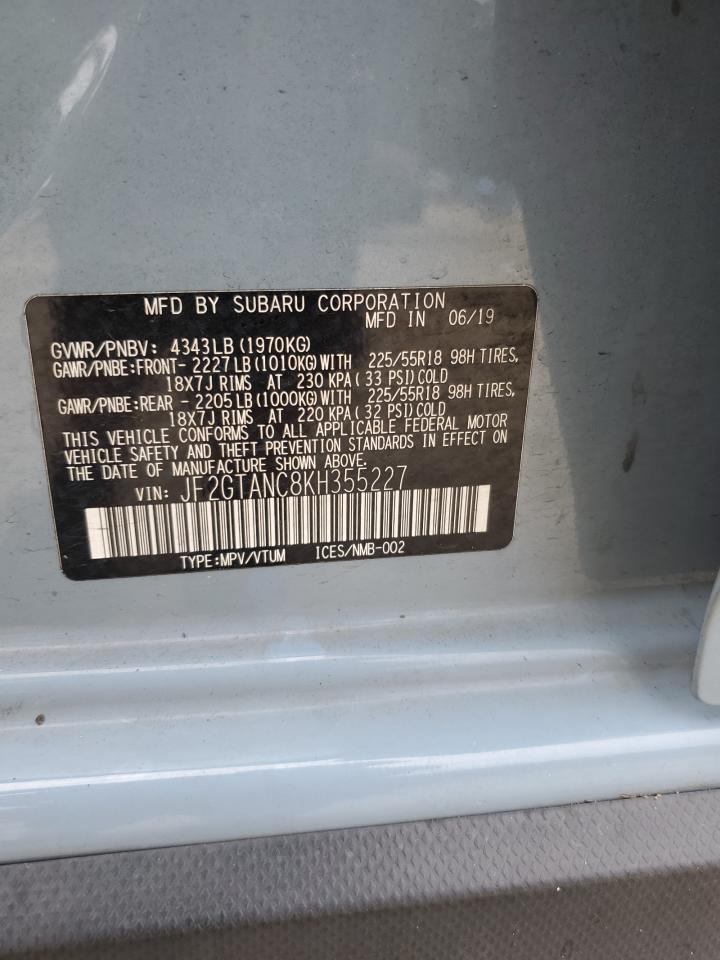 MFD BY SUBARU CORPORATION
MFD IN 06/19
GVWR/PNBV: 4343LB(1970KG)
GAWR/PNBE:FRONT- 2227LB(1010KG)WITH 225/55R18 98H TIRES,
18X7J RIMS AT 230 KPA(33 PSI)COLD
GAWR/PNBE:REAR - 2205LB(1000KG)WITH 225/55R18 98H TIRES,
18X7J RIMS AT 220 KPA(32 PSI)COLD
THIS VEHICLE CONFORMS TO ALL APPLICABLE FEDERAL MOTOR
VEHICLE SAFETY AND THEFT PREVENTION STANDARDS IN EFFECT ON
THE DATE OF MANUFACTURE SHOWN ABOVE.
VIN: JF2GTANC8KH355227
TYPE:MPV/VTUM ICES/NMB-002